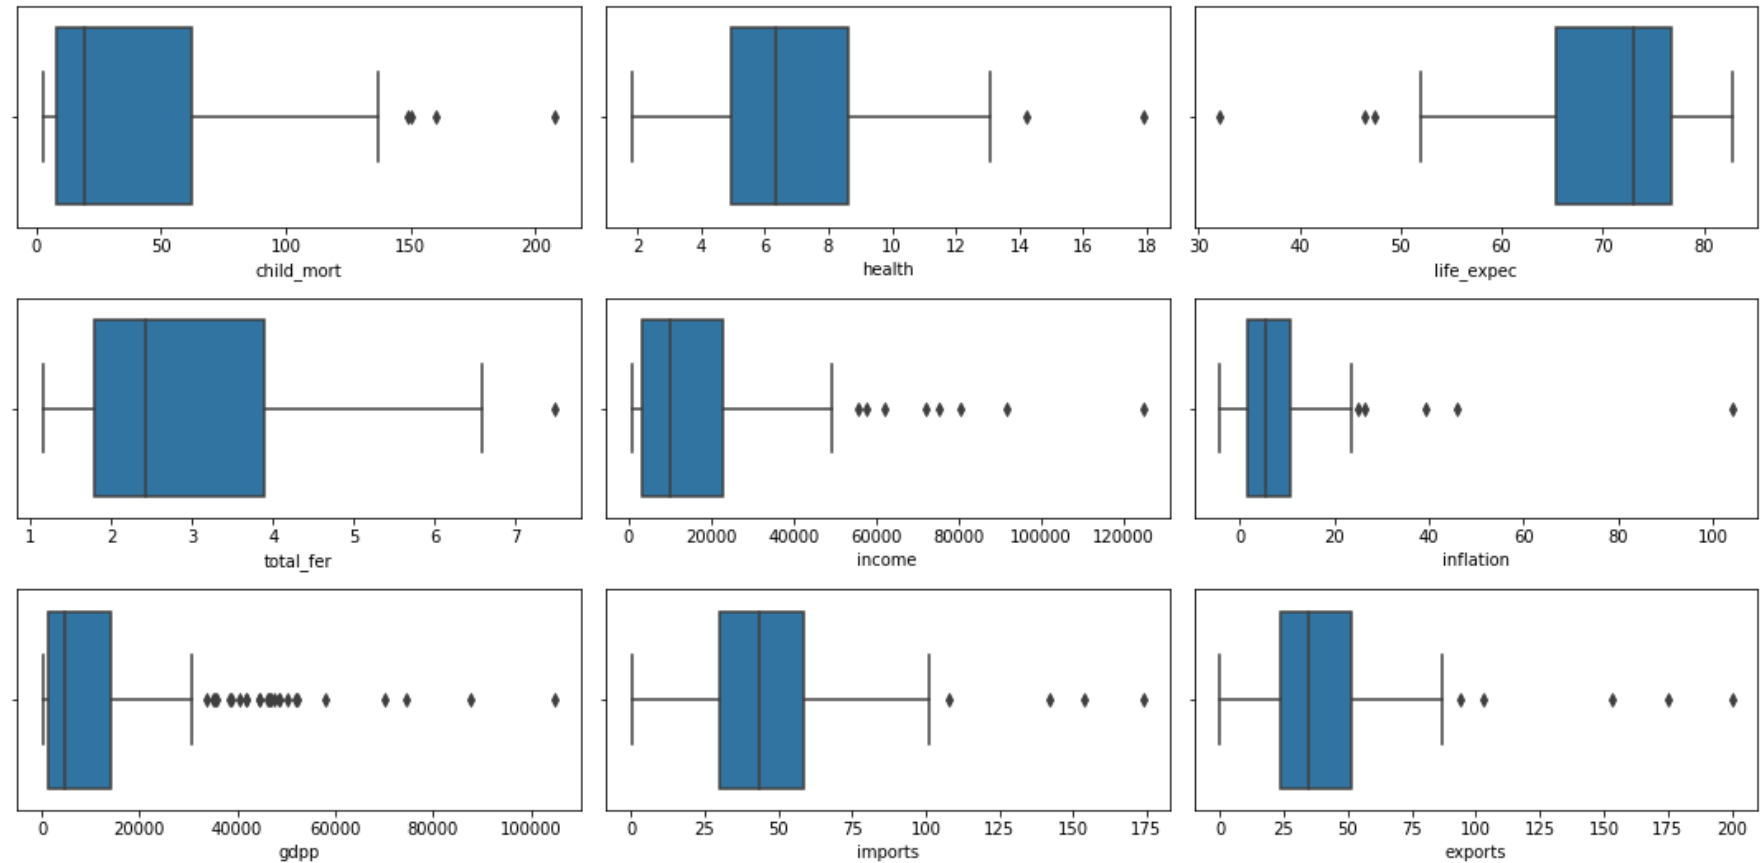 0 50 100 150 200
child_mort
2 4 6 8 10 12 14 16 18
health
30 40 50 60 70 80
life_expec
1 2 3 4 5 6 7
total_fer
0 20000 40000 60000 80000 100000 120000
income
0 20 40 60 80 100
inflation
0 20000 40000 60000 80000 100000
gdpp
0 25 50 75 100 125 150 175
imports
0 25 50 75 100 125 150 175 200
exports